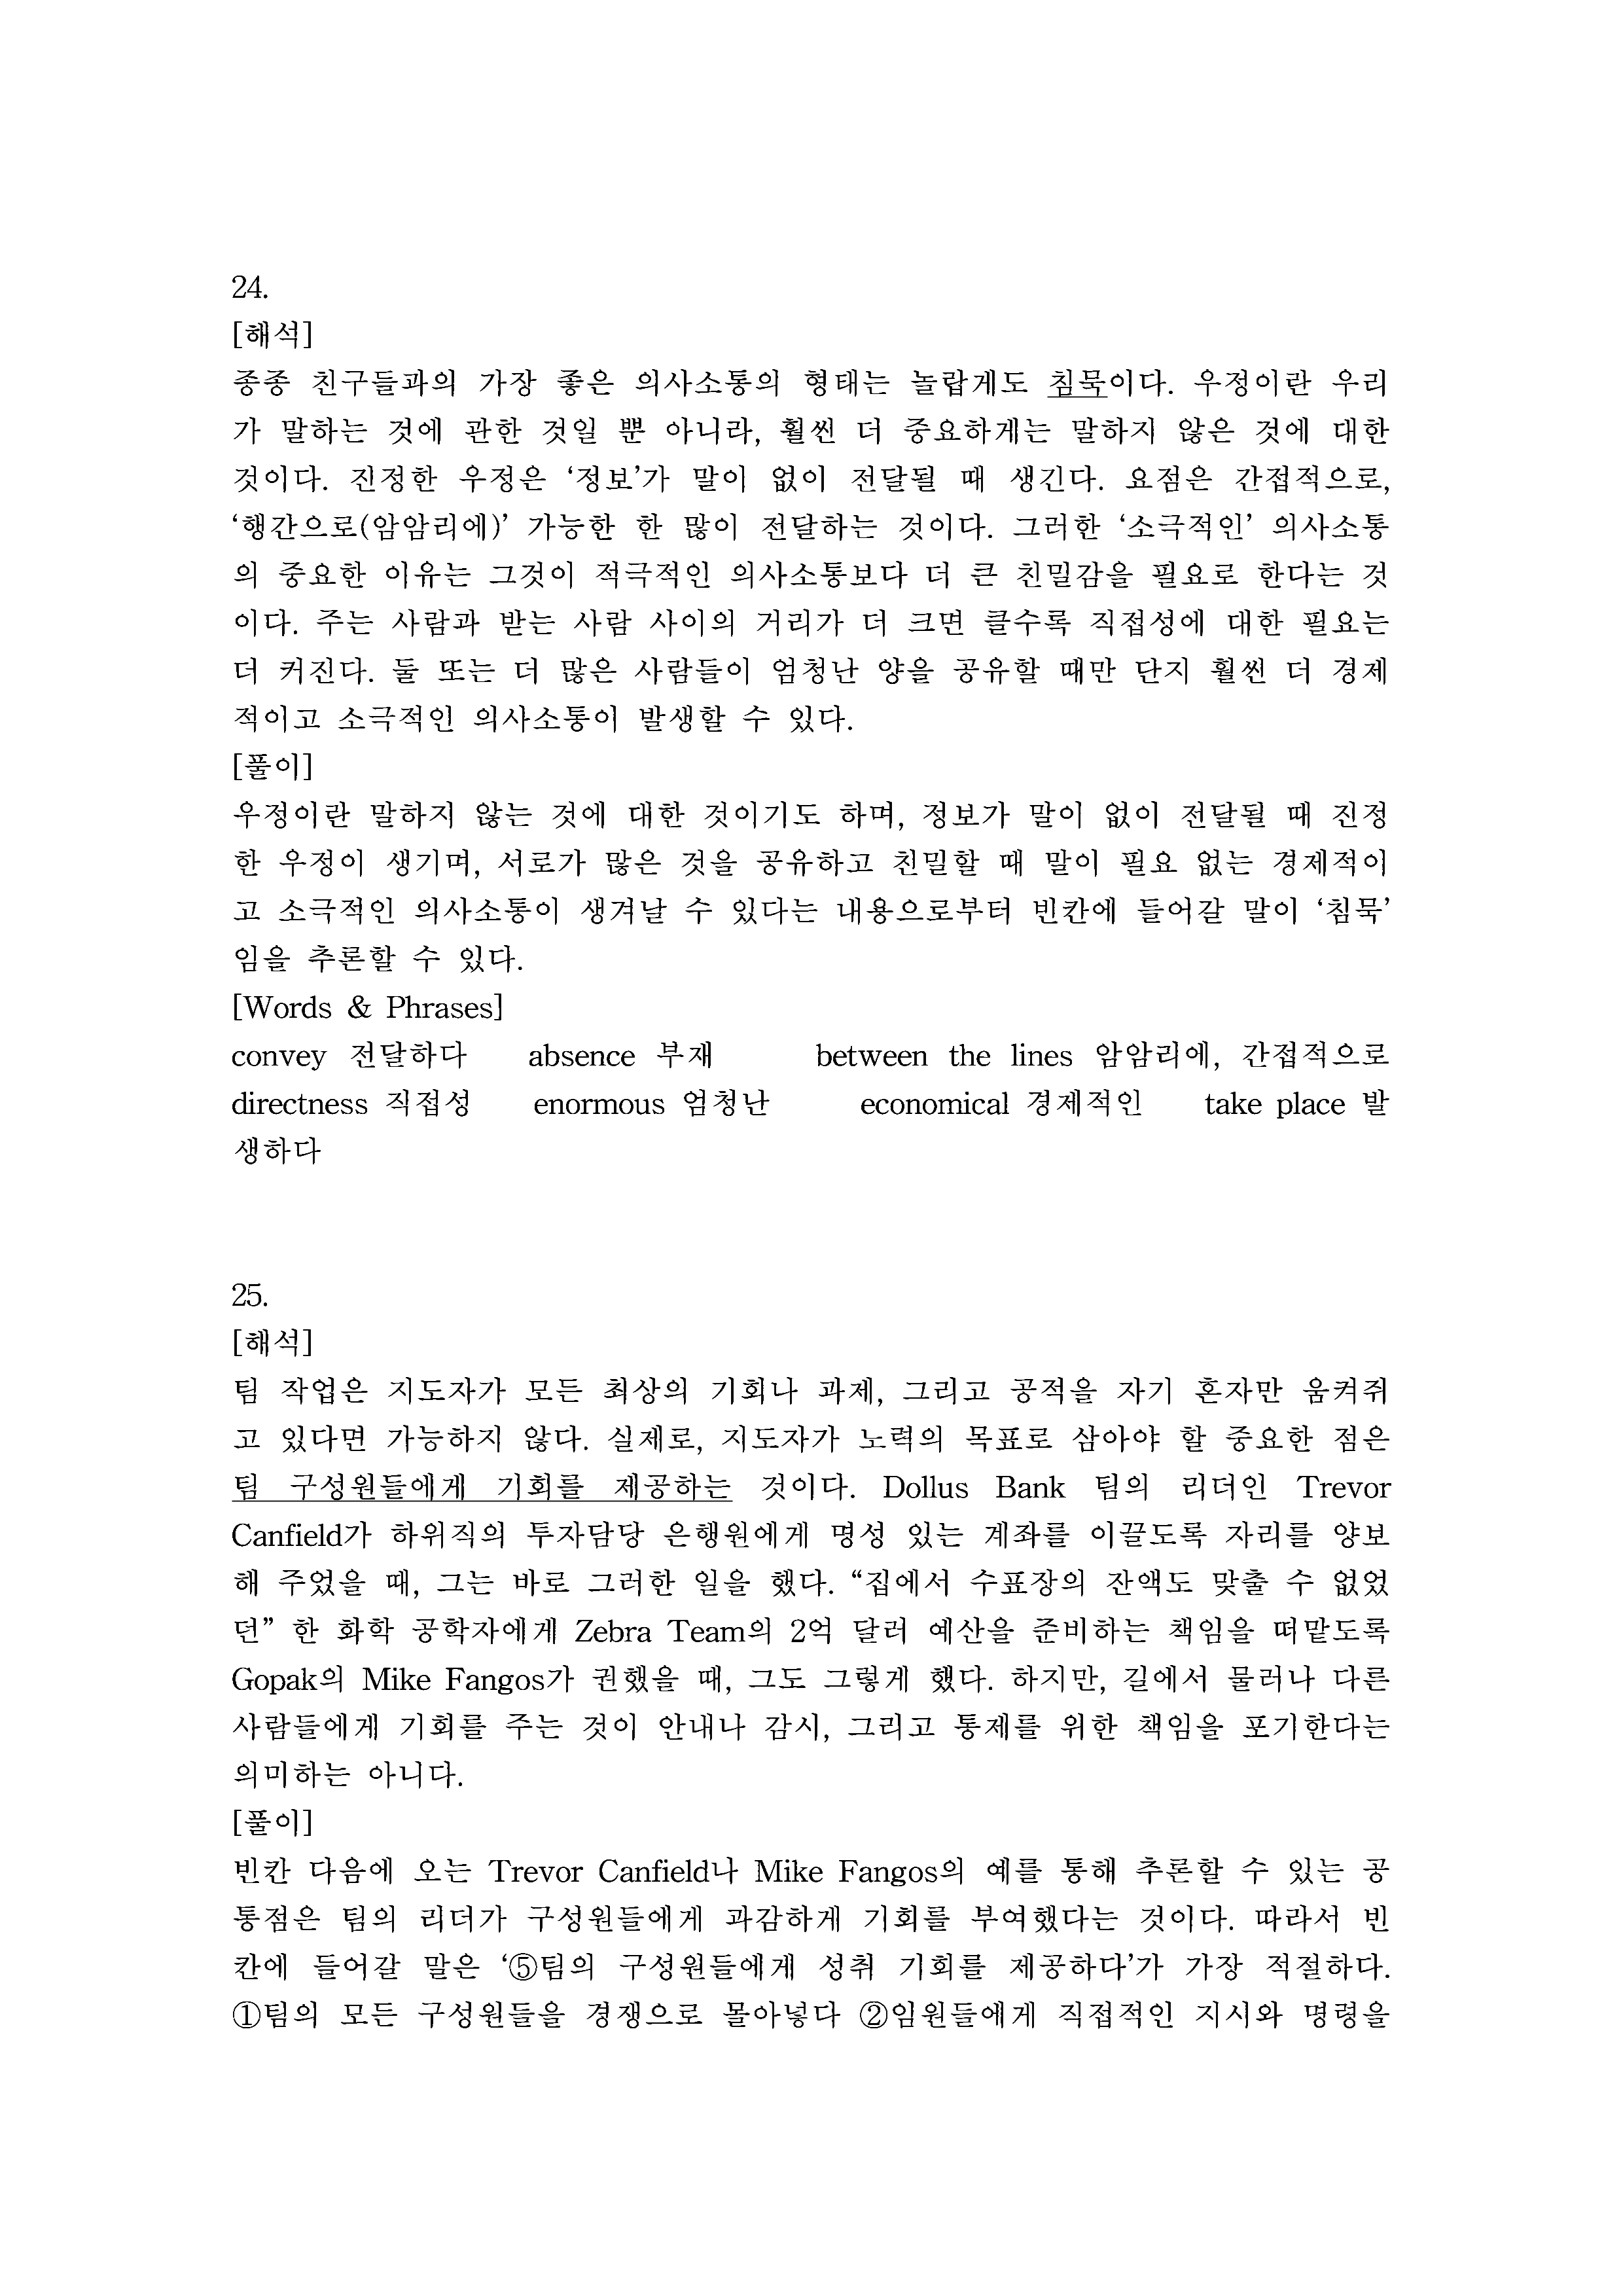 24.
[해석]
종종 친구들과의 가장 좋은 의사소통의 형태는 놀랍게도 침묵이다. 우정이란 우리
가 말하는 것에 관한 것일 뿐 아니라, 훨씬 더 중요하게는 말하지 않은 것에 대한
것이다. 진정한 우정은 ‘정보’가 말이 없이 전달될 때 생긴다. 요점은 간접적으로,
‘행간으로(암암리에)’ 가능한 한 많이 전달하는 것이다. 그러한 ‘소극적인’ 의사소통
의 중요한 이유는 그것이 적극적인 의사소통보다 더 큰 친밀감을 필요로 한다는 것
이다. 주는 사람과 받는 사람 사이의 거리가 더 크면 클수록 직접성에 대한 필요는
더 커진다. 둘 또는 더 많은 사람들이 엄청난 양을 공유할 때만 단지 훨씬 더 경제
적이고 소극적인 의사소통이 발생할 수 있다.
[풀이]
우정이란 말하지 않는 것에 대한 것이기도 하며, 정보가 말이 없이 전달될 때 진정
한 우정이 생기며, 서로가 많은 것을 공유하고 친밀할 때 말이 필요 없는 경제적이
고 소극적인 의사소통이 생겨날 수 있다는 내용으로부터 빈칸에 들어갈 말이 ‘침묵’
임을 추론할 수 있다.
[Words & Phrases]
convey 전달하다 absence 부재 between the lines 암암리에, 간접적으로
directness 직접성 enormous 엄청난 economical 경제적인 take place 발
생하다
25.
[해석]
팀 작업은 지도자가 모든 최상의 기회나 과제, 그리고 공적을 자기 혼자만 움켜쥐
고 있다면 가능하지 않다. 실제로, 지도자가 노력의 목표로 삼아야 할 중요한 점은
팀 구성원들에게 기회를 제공하는 것이다. Dollus Bank 팀의 리더인 Trevor
Canfield가 하위직의 투자담당 은행원에게 명성 있는 계좌를 이끌도록 자리를 양보
해 주었을 때, 그는 바로 그러한 일을 했다. “집에서 수표장의 잔액도 맞출 수 없었
던” 한 화학 공학자에게 Zebra Team의 2억 달러 예산을 준비하는 책임을 떠맡도록
Gopak의 Mike Fangos가 권했을 때, 그도 그렇게 했다. 하지만, 길에서 물러나 다른
사람들에게 기회를 주는 것이 안내나 감시, 그리고 통제를 위한 책임을 포기한다는
의미하는 아니다.
[풀이]
빈칸 다음에 오는 Trevor Canfield나 Mike Fangos의 예를 통해 추론할 수 있는 공
통점은 팀의 리더가 구성원들에게 과감하게 기회를 부여했다는 것이다. 따라서 빈
칸에 들어갈 말은 ‘⑤팀의 구성원들에게 성취 기회를 제공하다’가 가장 적절하다.
①팀의 모든 구성원들을 경쟁으로 몰아넣다 ②임원들에게 직접적인 지시와 명령을